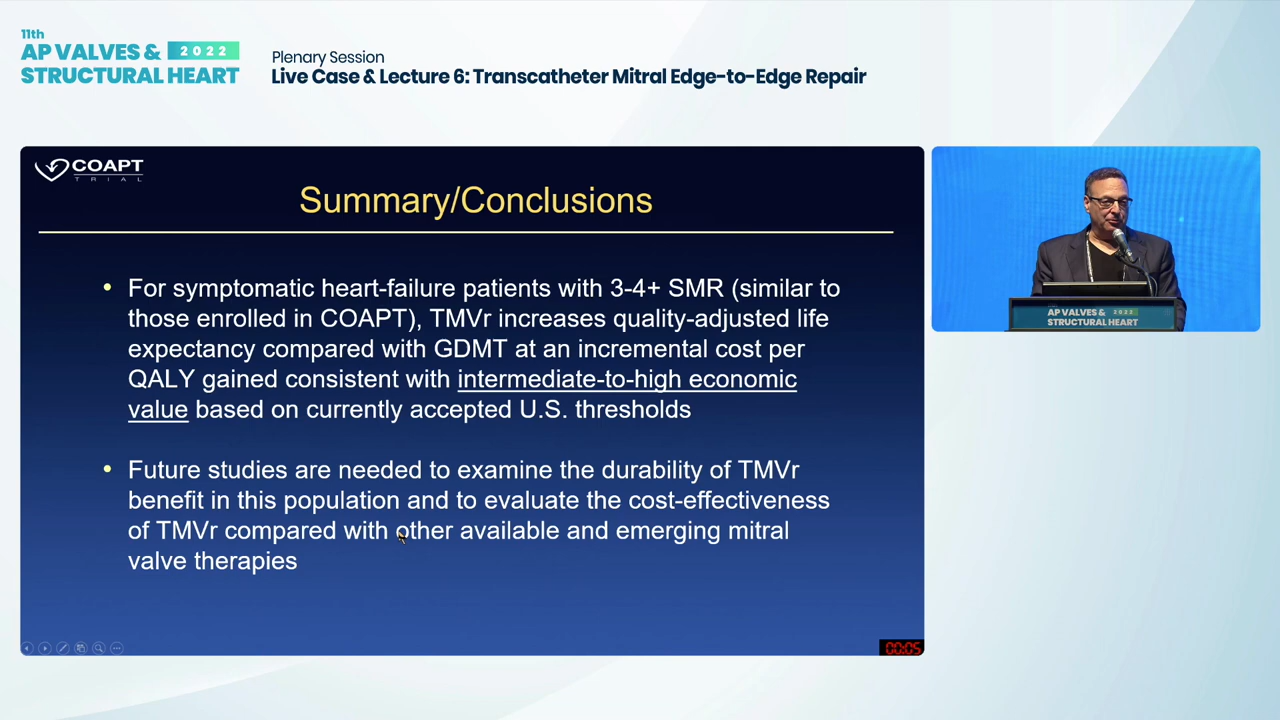 11th
AP VALVES & 2022
STRUCTURAL HEART
Plenary Session
Live Case & Lecture 6: Transcatheter Mitral Edge-to-Edge Repair
COAPT
TRIAL
Summary/Conclusions
• For symptomatic heart-failure patients with 3-4+ SMR (similar to
those enrolled in COAPT), TMVr increases quality-adjusted life
expectancy compared with GDMT at an incremental cost per
QALY gained consistent with intermediate-to-high economic
value based on currently accepted U.S. thresholds
• Future studies are needed to examine the durability of TMVr
benefit in this population and to evaluate the cost-effectiveness
of TMVr compared with other available and emerging mitral
valve therapies
00:05
AP VALVES & 2022
STRUCTURAL HEART